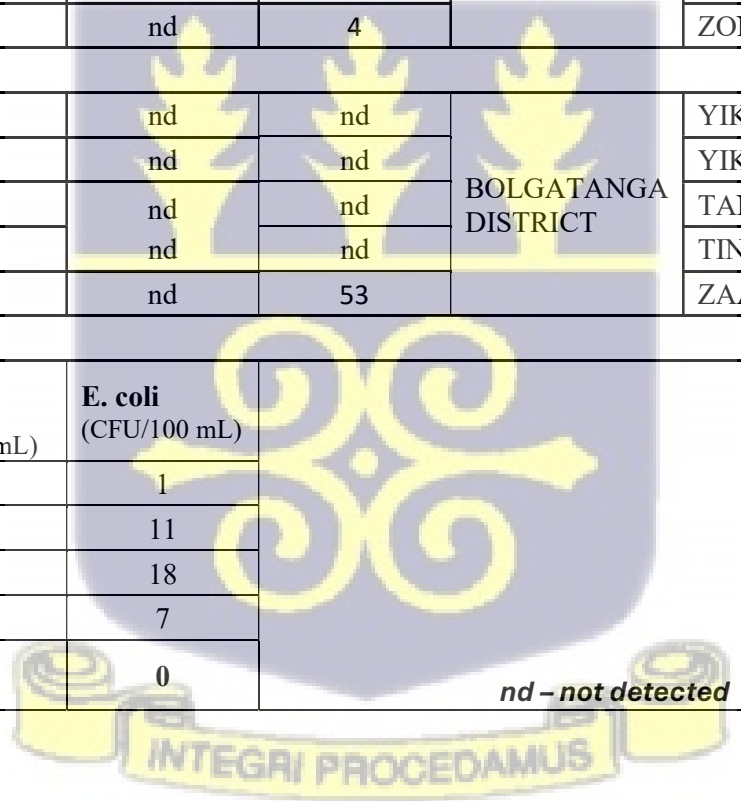 nd 4 ZO
nd nd YIK
nd nd YIK
BOLGATANGA
nd nd TA
DISTRICT
nd nd TIN
nd 53 ZA
E. coli
(CFU/100 mL)
mL)
1
11
18
7
0
nd – not detected
INTEGRI PROCEDAMUS